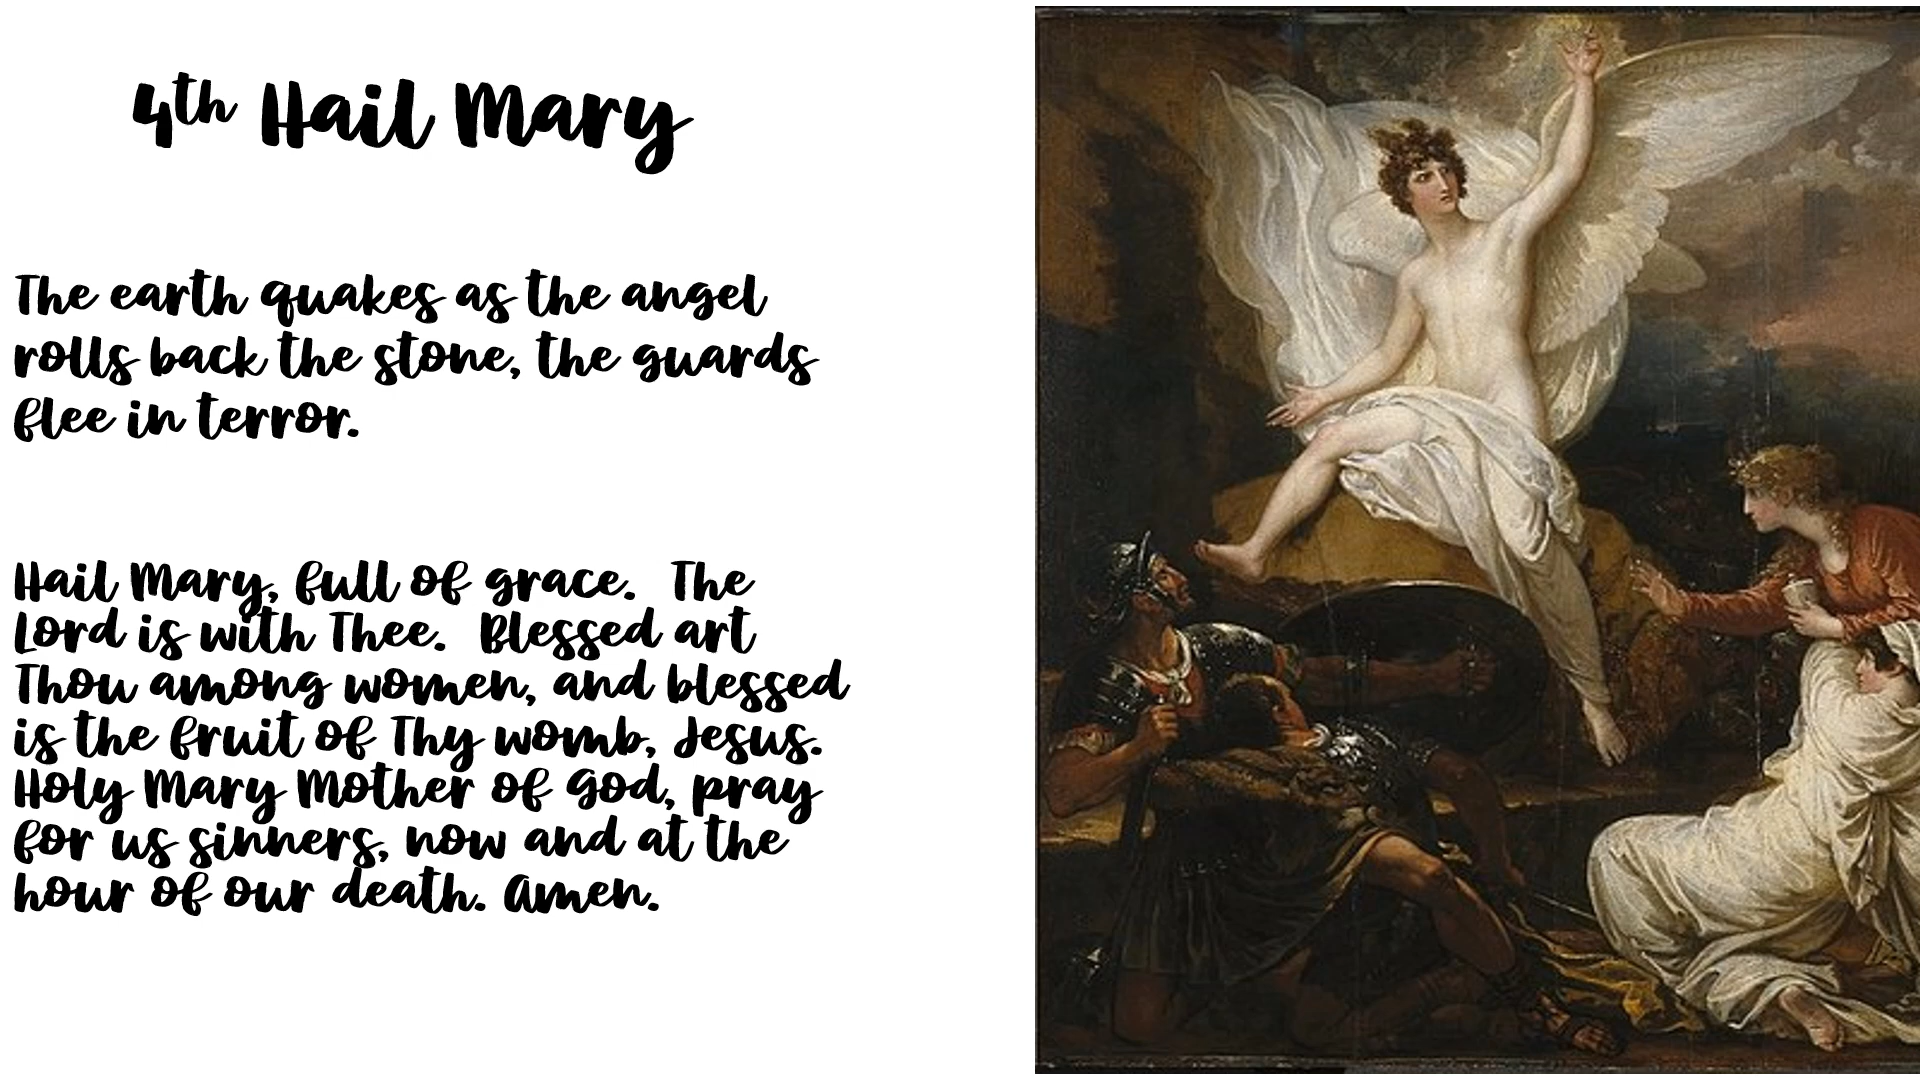 4th Hail Mary
The earth quakes as the angel
rolls back the stone, the guards
flee in terror.
Hail Mary, full of grace.  The
Lord is with Thee.  Blessed art
Thou among women, and blessed
is the fruit of Thy womb, Jesus.
Holy Mary Mother of God, pray
for us sinners, now and at the
hour of our death. Amen.